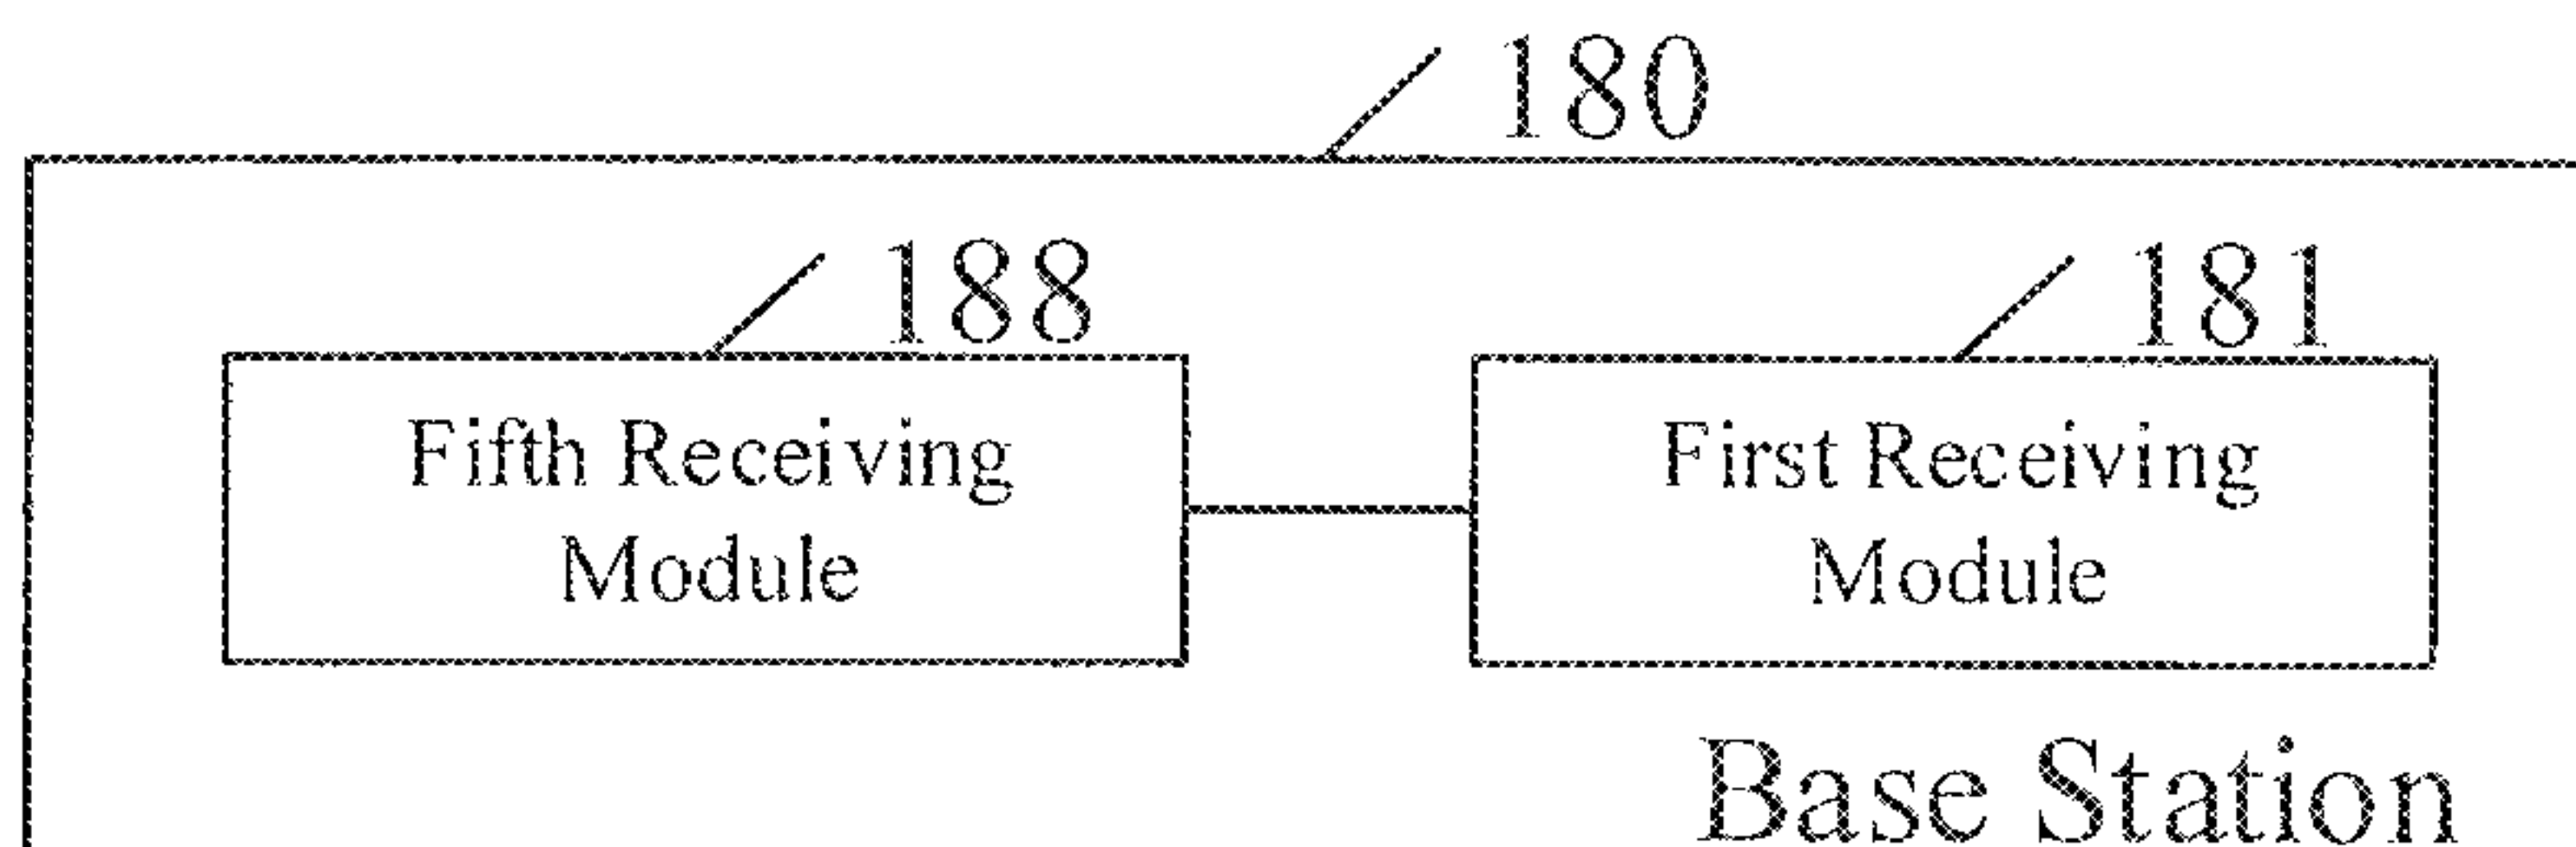 180
188
181
Fifth Receiving
Module
First Receiving
Module
Base Station